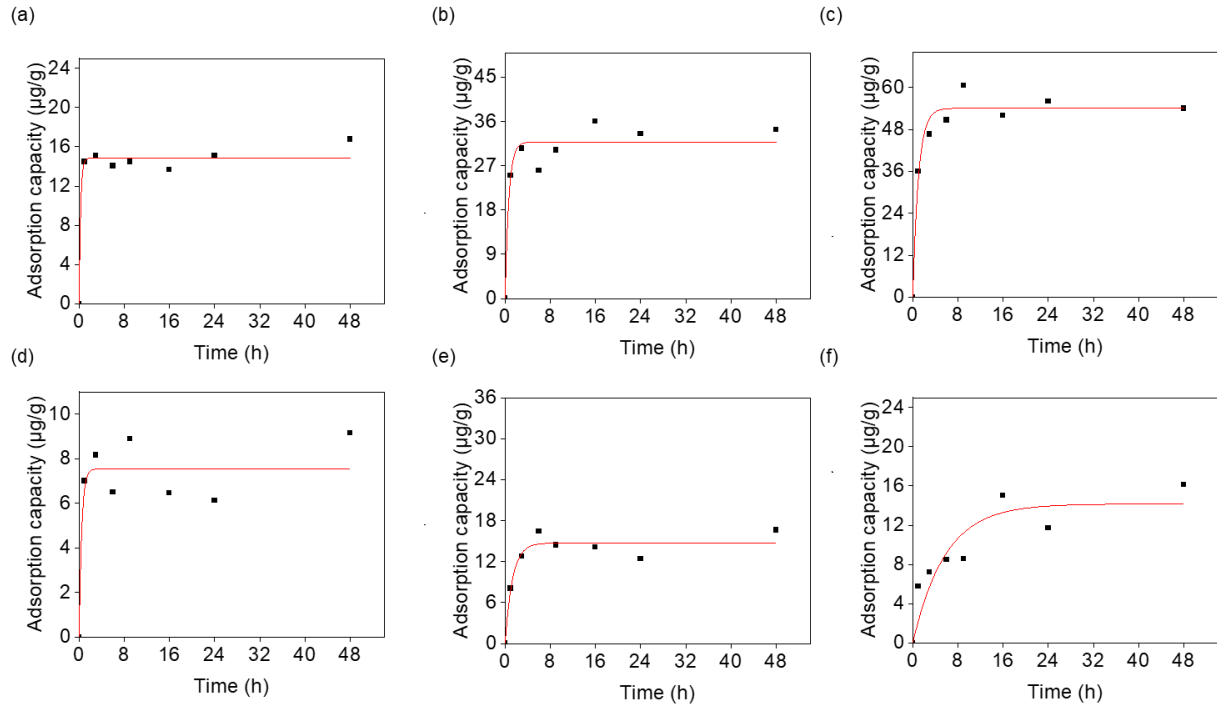 (a)
Adsorption capacity (µg/g)
24
20
16
12
8
4
0
0 8 16 24 32 40 48
Time (h)
(b)
Adsorption capacity (µg/g)
45
36
27
18
9
0
0 8 16 24 32 40 48
Time (h)
(c)
Adsorption capacity (µg/g)
60
48
36
24
12
0
0 8 16 24 32 40 48
Time (h)
(d)
Adsorption capacity (µg/g)
10
8
6
4
2
0
0 8 16 24 32 40 48
Time (h)
(e)
Adsorption capacity (µg/g)
36
30
24
18
12
6
0
0 8 16 24 32 40 48
Time (h)
(f)
Adsorption capacity (µg/g)
24
20
16
12
8
4
0
0 8 16 24 32 40 48
Time (h)